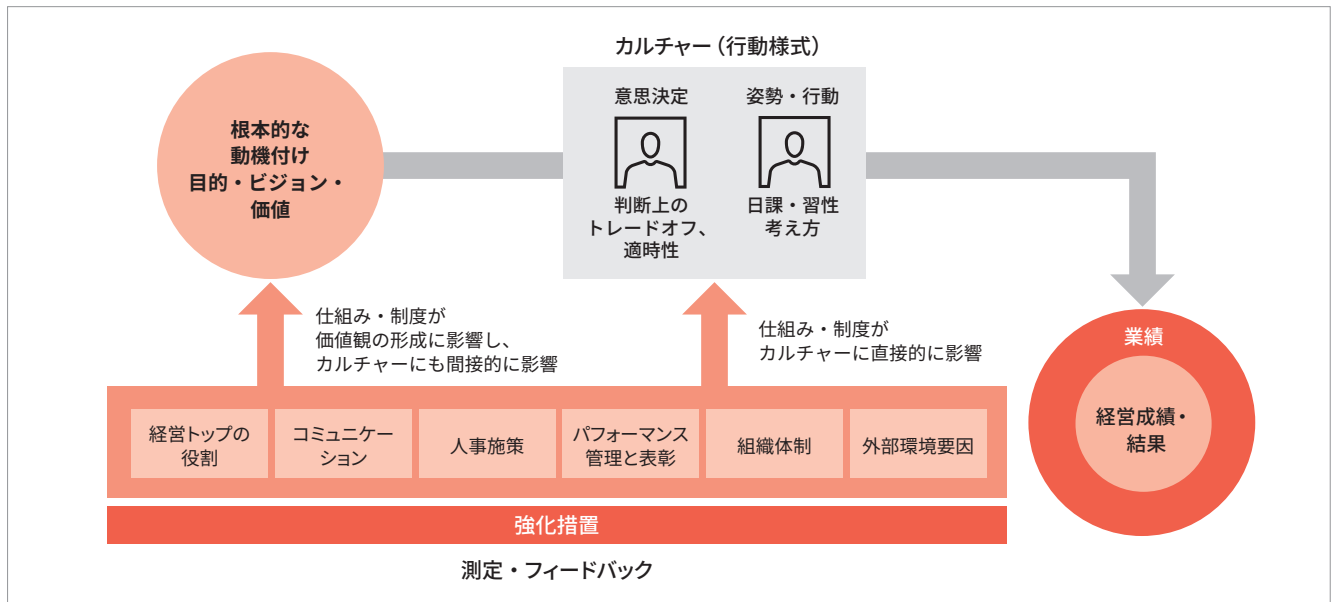 カルチャー（行動様式）
根本的な
動機付け
目的・ビジョン・
価値
意思決定
判断上の
トレードオフ、
適時性
姿勢・行動
日課・習性
考え方
仕組み・制度が
価値観の形成に影響し、
カルチャーにも間接的に影響
仕組み・制度が
カルチャーに直接的に影響
業績
経営成績・
結果
経営トップの
役割
コミュニケー
ション
人事施策
パフォーマンス
管理と表彰
組織体制
外部環境要因
強化措置
測定・フィードバック